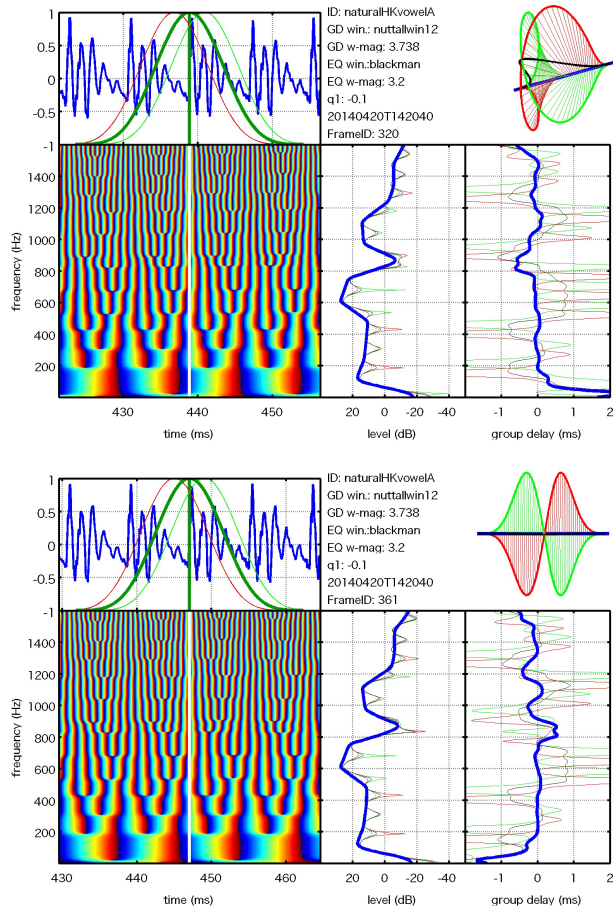 1
0.5
0
-0.5
-1
ID: naturalHKvowelA
GD win.: nuttallwin12
GD w-mag: 3.738
EQ win.:blackman
EQ w-mag: 3.2
q1: -0.1
20140420T142040
FrameID: 320
1400
1200
1000
800
600
400
200
frequency (Hz)
430 440 450
time (ms)
20 0 -20 -40
level (dB)
-1 0 1 2
group delay (ms)
1
0.5
0
-0.5
-1
ID: naturalHKvowelA
GD win.: nuttallwin12
GD w-mag: 3.738
EQ win.:blackman
EQ w-mag: 3.2
q1: -0.1
20140420T142040
FrameID: 361
1400
1200
1000
800
600
400
200
frequency (Hz)
430 440 450 460
time (ms)
20 0 -20 -40
level (dB)
-1 0 1 2
group delay (ms)